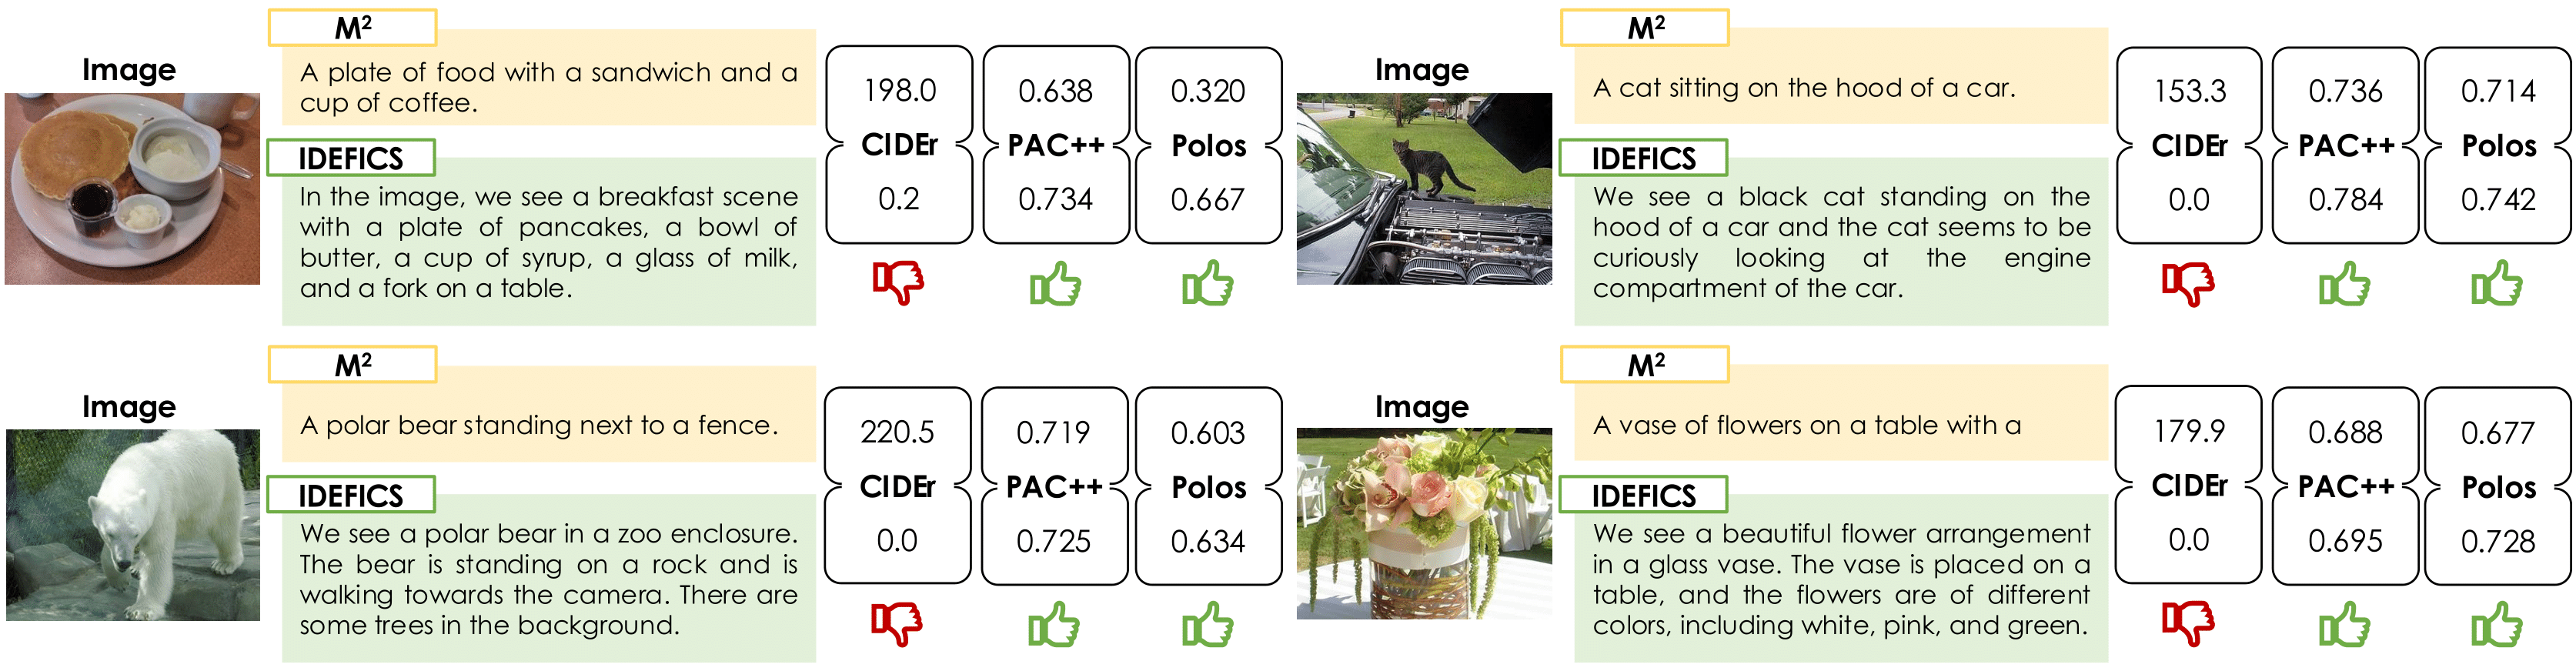 Image
M²
A plate of food with a sandwich and a
cup of coffee.
IDEFICS
In the image, we see a breakfast scene
with a plate of pancakes, a bowl of
butter, a cup of syrup, a glass of milk,
and a fork on a table.
198.0
CIDEr
0.2
0.638
PAC++
0.734
0.320
Polos
0.667
Image
M²
A cat sitting on the hood of a car.
IDEFICS
We see a black cat standing on the
hood of a car and the cat seems to be
curiously looking at the engine
compartment of the car.
153.3
CIDEr
0.0
0.736
PAC++
0.784
0.714
Polos
0.742
Image
M²
A polar bear standing next to a fence.
IDEFICS
We see a polar bear in a zoo enclosure.
The bear is standing on a rock and is
walking towards the camera. There are
some trees in the background.
220.5
CIDEr
0.0
0.719
PAC++
0.725
0.603
Polos
0.634
Image
M²
A vase of flowers on a table with a
IDEFICS
We see a beautiful flower arrangement
in a glass vase. The vase is placed on a
table, and the flowers are of different
colors, including white, pink, and green.
179.9
CIDEr
0.0
0.688
PAC++
0.695
0.677
Polos
0.728